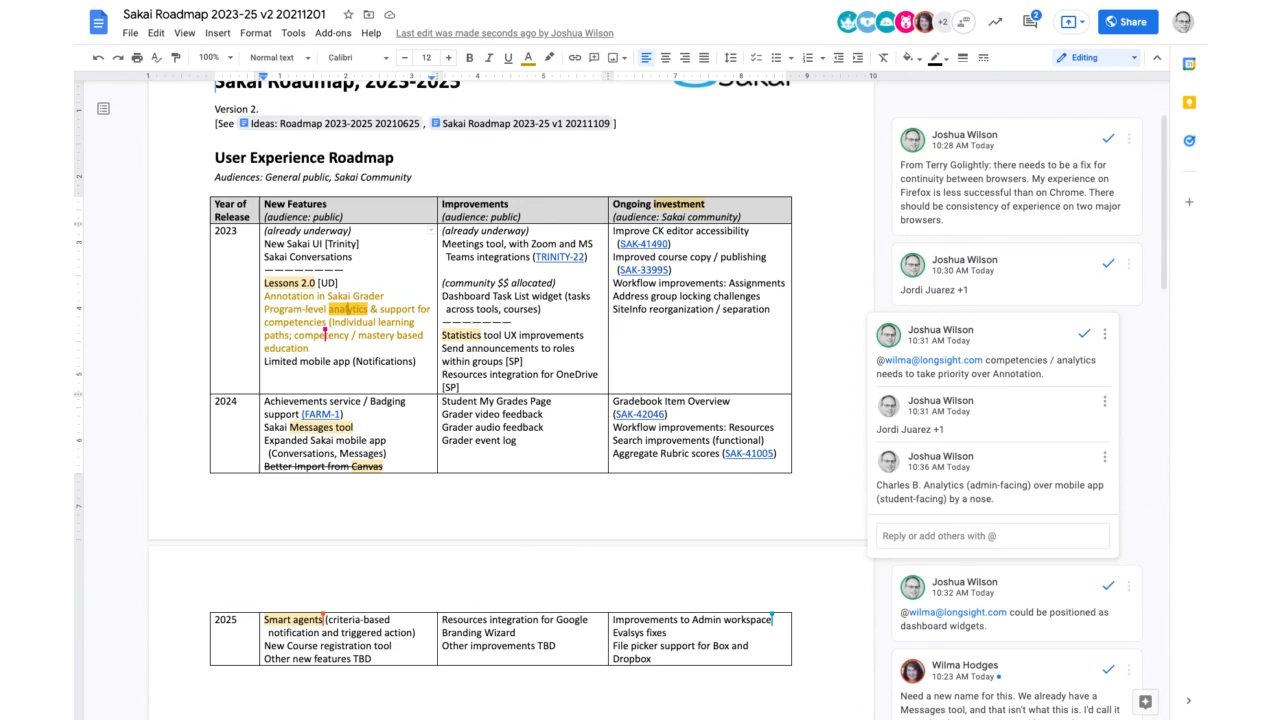 Sakai Roadmap 2023-25 v2 20211201
File Edit View Insert Format Tools Add-ons Help Last edit was made seconds ago by Joshua Wilson
+2
2
Share
100% Normal text Calibri 12 Editing
1 1 2 3 4 5 6 7 8 9 10
Sakai Roadmap, 2023-2025
Sakai
Version 2.
[See Ideas: Roadmap 2023-2025 20210625 , Sakai Roadmap 2023-25 v1 20211109 ]
User Experience Roadmap
Audiences: General public, Sakai Community
Year of Release
New Features
(audience: public)
Improvements
(audience: public)
Ongoing investment
(audience: Sakai community)
2023
(already underway)
New Sakai UI [Trinity]
Sakai Conversations
————————
Lessons 2.0 [UD]
Annotation in Sakai Grader
Program-level analytics & support for
competencies (Individual learning
paths; competency / mastery based
education
Limited mobile app (Notifications)
(already underway)
Meetings tool, with Zoom and MS
Teams integrations (TRINITY-22)
(community $$ allocated)
Dashboard Task List widget (tasks
across tools, courses)
———————
Statistics tool UX improvements
Send announcements to roles
within groups [SP]
Resources integration for OneDrive
[SP]
Improve CK editor accessibility
(SAK-41490)
Improved course copy / publishing
(SAK-33995)
Workflow improvements: Assignments
Address group locking challenges
SiteInfo reorganization / separation
2024
Achievements service / Badging
support (FARM-1)
Sakai Messages tool
Expanded Sakai mobile app
(Conversations, Messages)
Better Import from Canvas
Student My Grades Page
Grader video feedback
Grader audio feedback
Grader event log
Gradebook Item Overview
(SAK-42046)
Workflow improvements: Resources
Search improvements (functional)
Aggregate Rubric scores (SAK-41005)
2025
Smart agents (criteria-based
notification and triggered action)
New Course registration tool
Other new features TBD
Resources integration for Google
Branding Wizard
Other improvements TBD
Improvements to Admin workspace
Evalsys fixes
File picker support for Box and
Dropbox
Joshua Wilson
10:28 AM Today
From Terry Golightly: there needs to be a fix for
continuity between browsers. My experience on
Firefox is less successful than on Chrome. There
should be consistency of experience on two major
browsers.
Joshua Wilson
10:30 AM Today
Jordi Juarez +1
Joshua Wilson
10:31 AM Today
@wilma@longsight.com competencies / analytics
needs to take priority over Annotation.
Joshua Wilson
10:31 AM Today
Jordi Juarez +1
Joshua Wilson
10:36 AM Today
Charles B. Analytics (admin-facing) over mobile app
(student-facing) by a nose.
Reply or add others with @
Joshua Wilson
10:32 AM Today
@wilma@longsight.com could be positioned as
dashboard widgets.
Wilma Hodges
10:23 AM Today
Need a new name for this. We already have a
Messages tool, and that isn't what this is. I'd call it